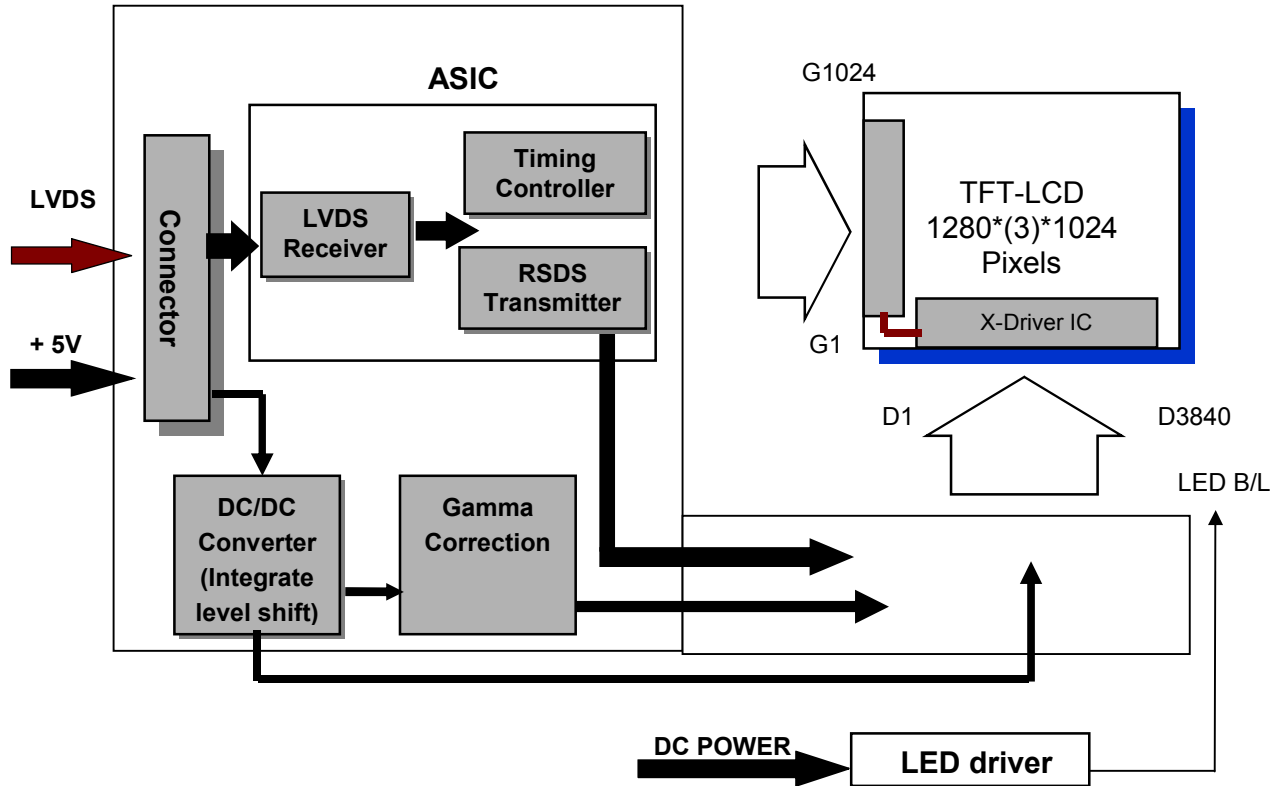 ASIC
LVDS
+ 5V
Connector
LVDS
Receiver
Timing
Controller
RSDS
Transmitter
DC/DC
Converter
(Integrate
level shift)
Gamma
Correction
G1024
TFT-LCD
1280*(3)*1024
Pixels
X-Driver IC
G1
D1
D3840
LED B/L
DC POWER
LED driver